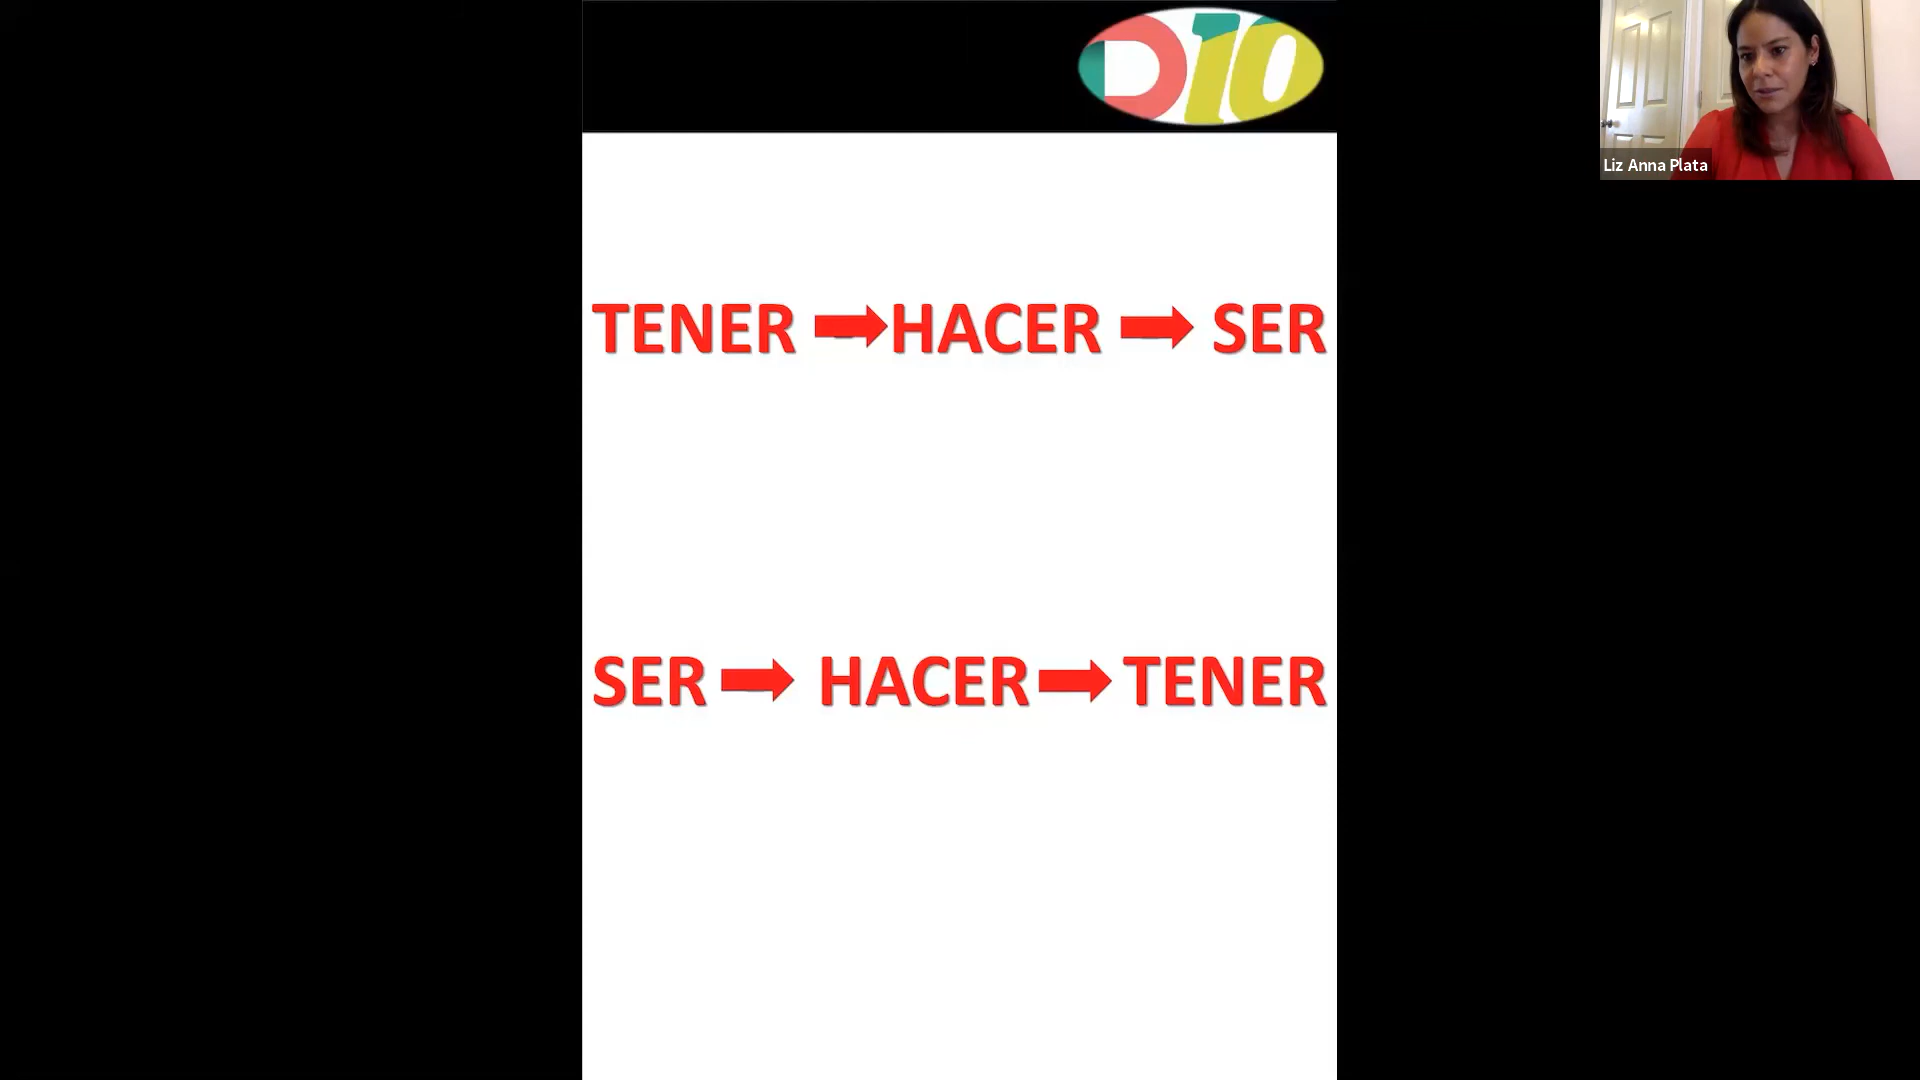 D10
Liz Anna Plata
TENER ➡ HACER ➡ SER
SER ➡ HACER ➡ TENER